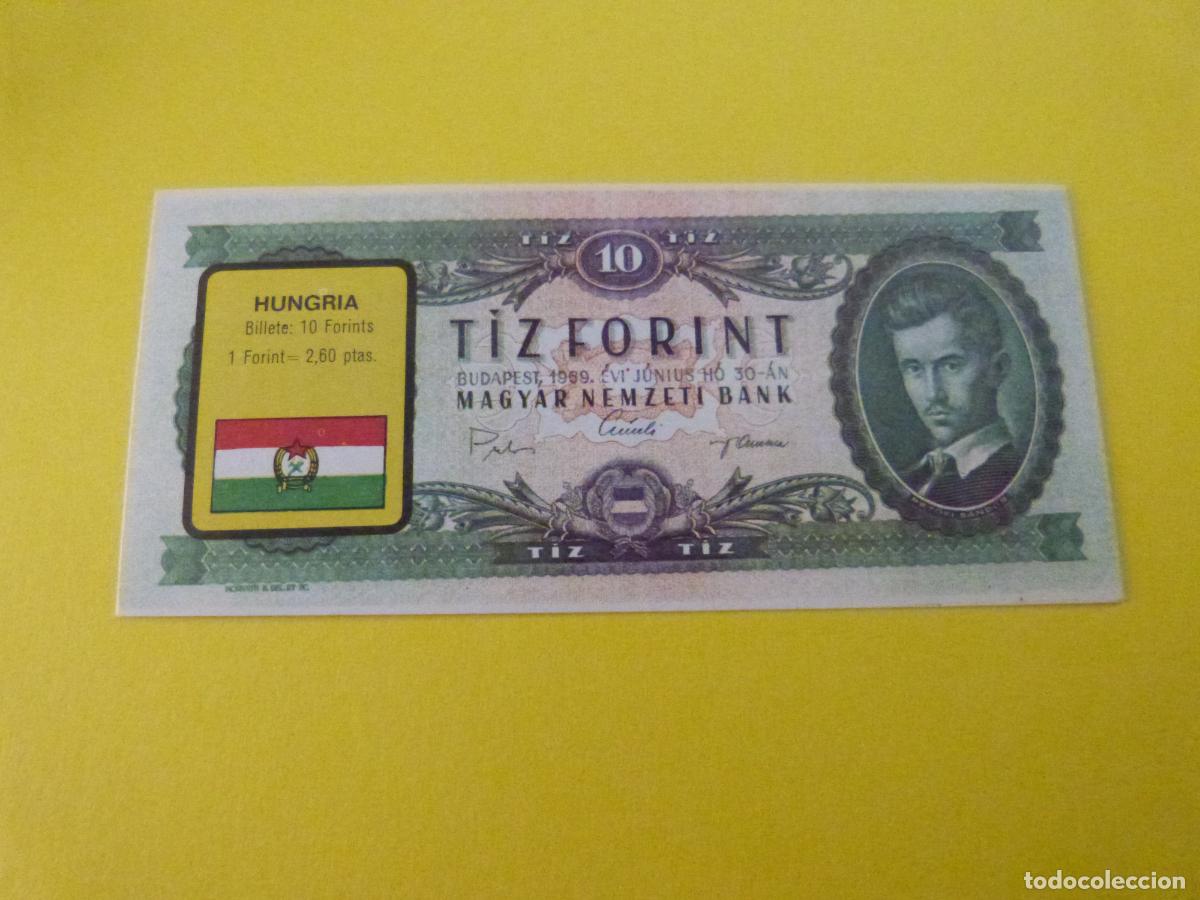 TÍZ TÍZ
10
HUNGRIA
Billete: 10 Forints
1 Forint= 2,60 ptas.
TÍZ FORINT
BUDAPEST, 1969. ÉVI JÚNIUS HÓ 30-ÁN
MAGYAR NEMZETI BANK
TÍZ TÍZ
todocoleccion